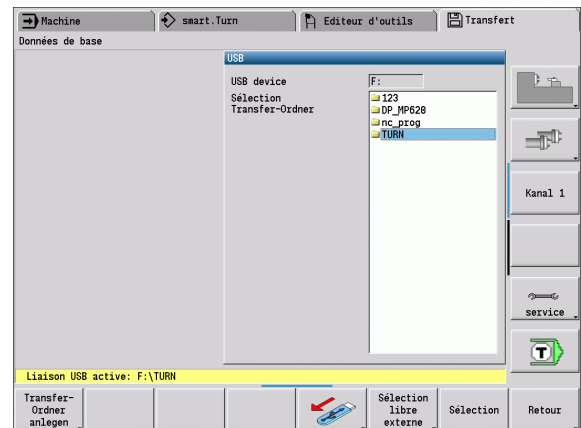 Machine
smart.Turn
Editeur d'outils
Transfert
Données de base
USB
USB device
F:
Sélection
Transfer-Ordner
123
DP_MP620
nc_prog
TURN
Kanal 1
service
T
Liaison USB active: F:\TURN
Transfer-
Ordner
anlegen
Sélection
libre
externe
Sélection
Retour